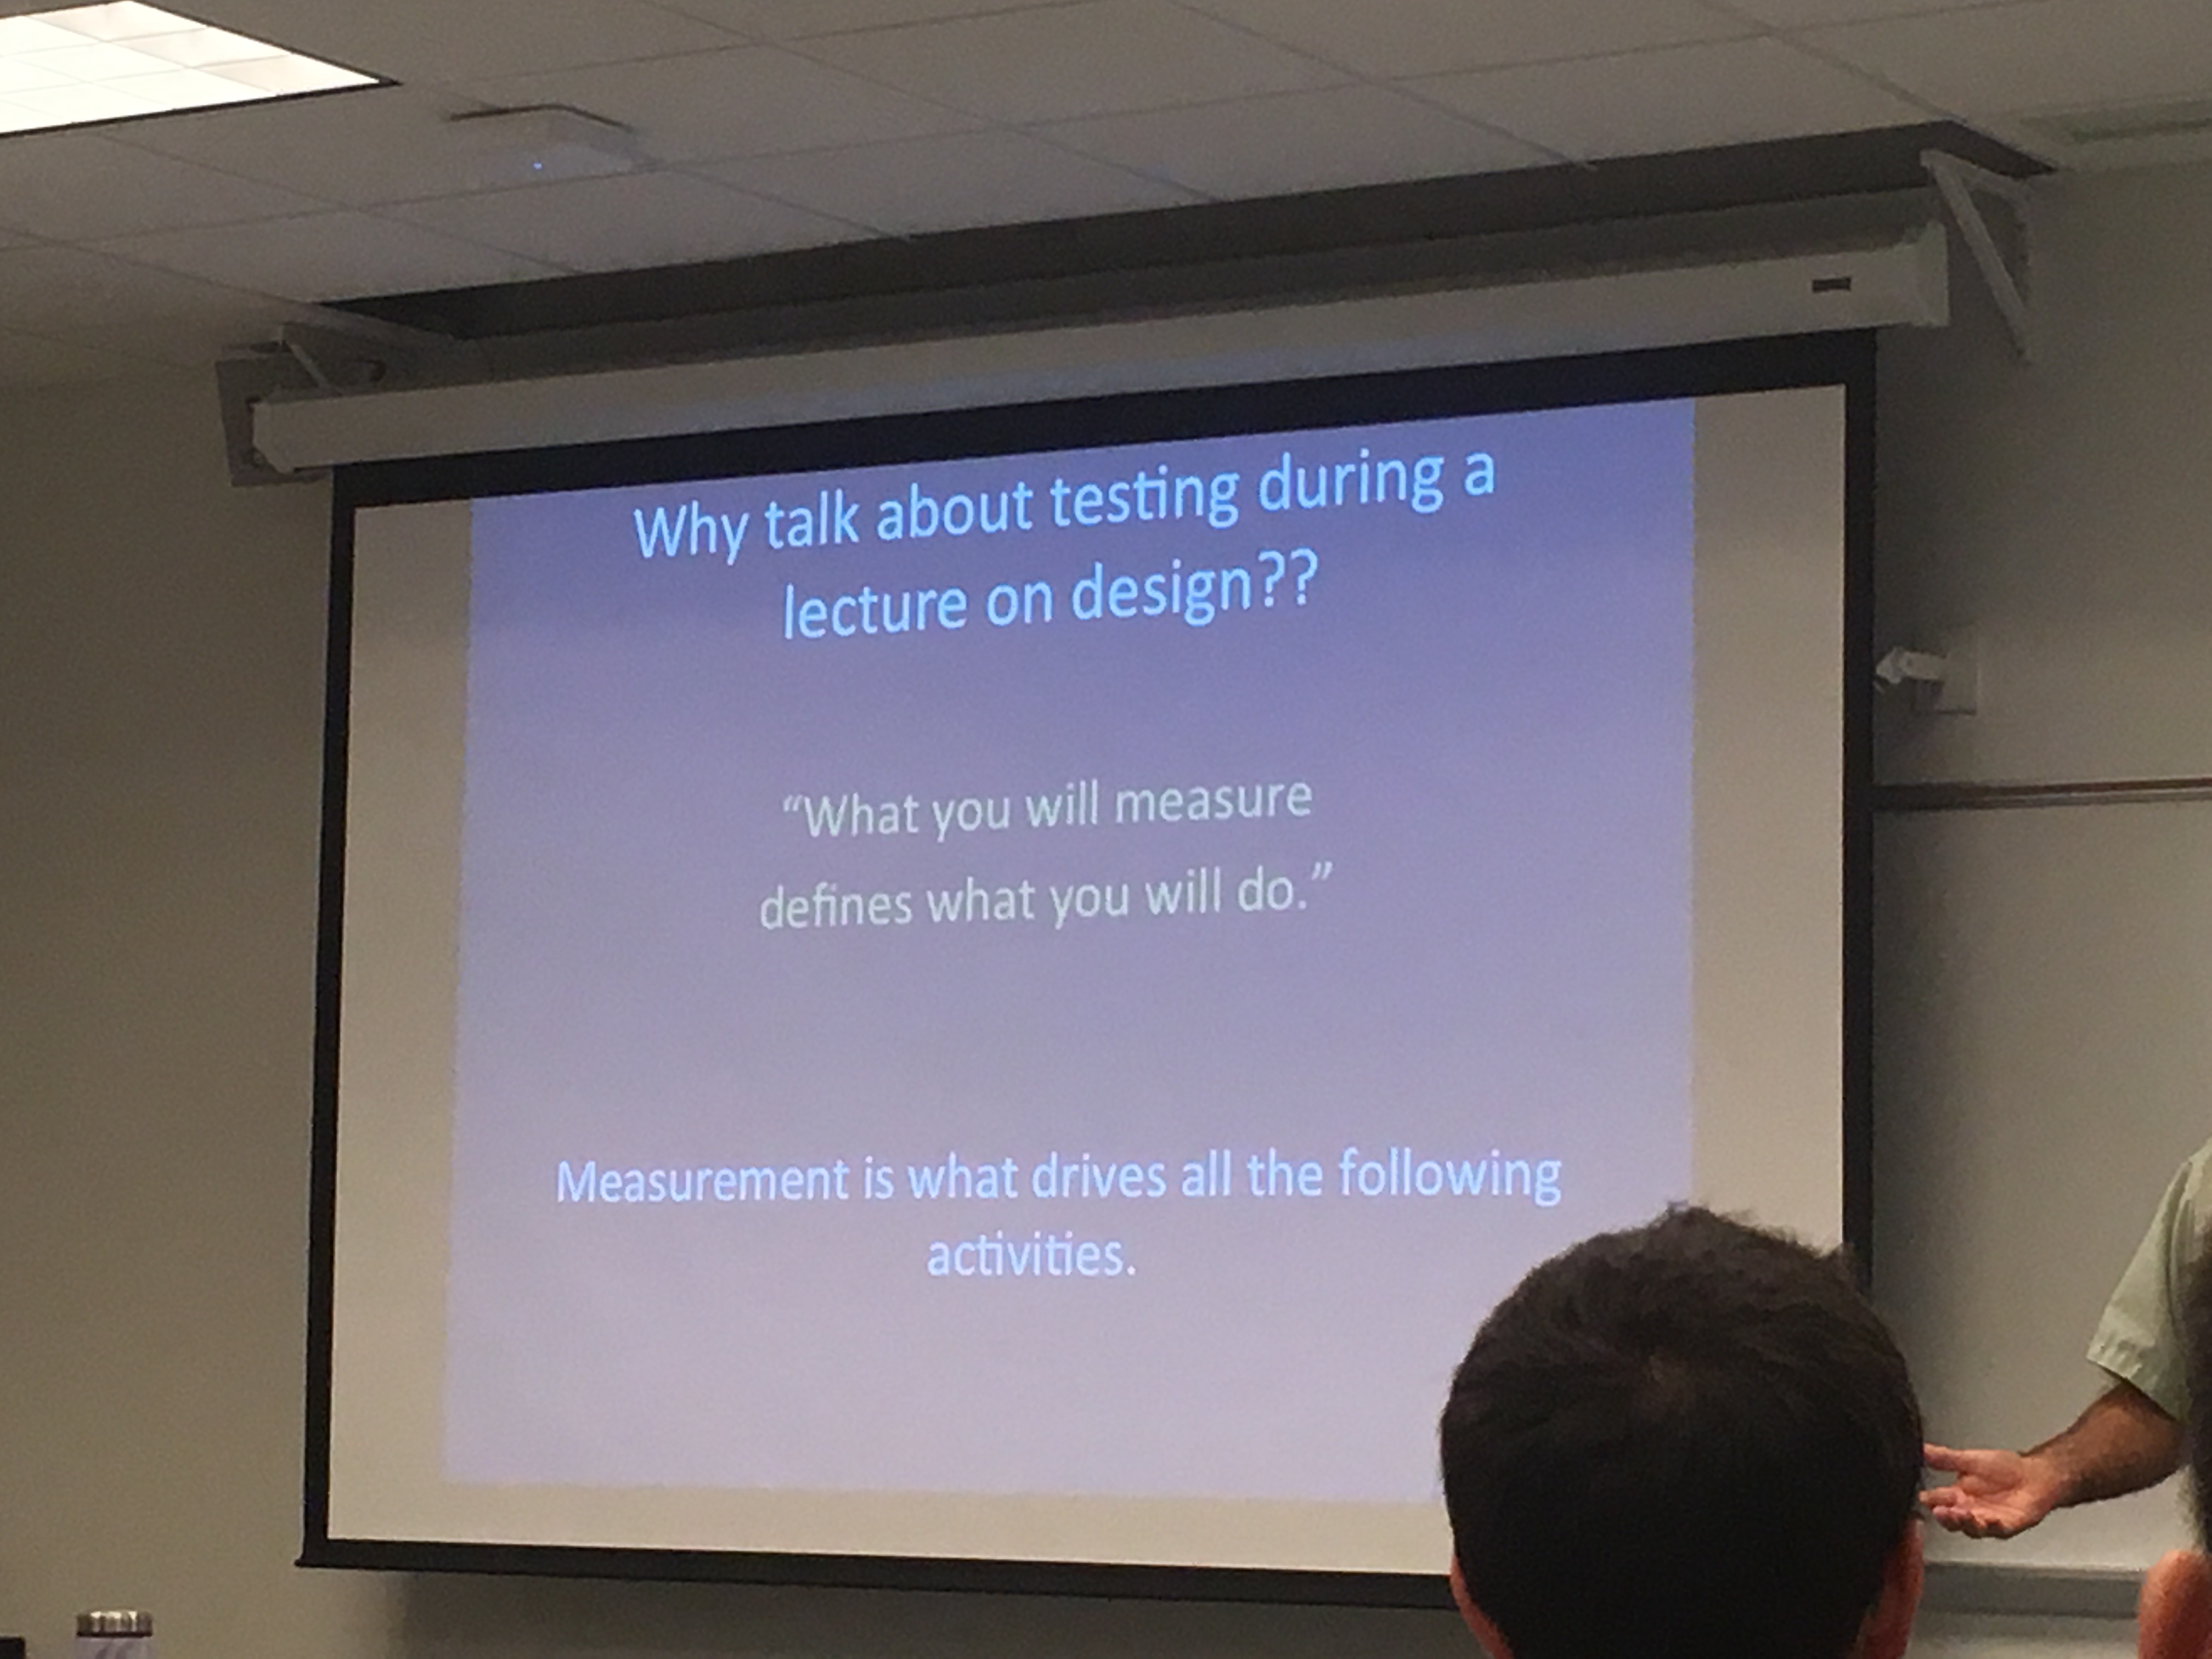 Why talk about testing during a
lecture on design??
“What you will measure
defines what you will do.”
Measurement is what drives all the following
activities.